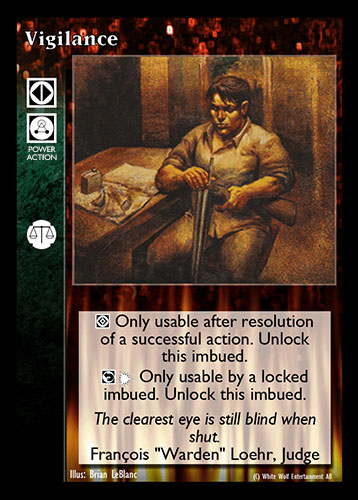 Vigilance
POWER
ACTION
Only usable after resolution
of a successful action. Unlock
this imbued.
Only usable by a locked
imbued. Unlock this imbued.
The clearest eye is still blind when
shut.
François "Warden" Loehr, Judge
Illus: Brian LeBlanc
(C) White Wolf Entertainment AB